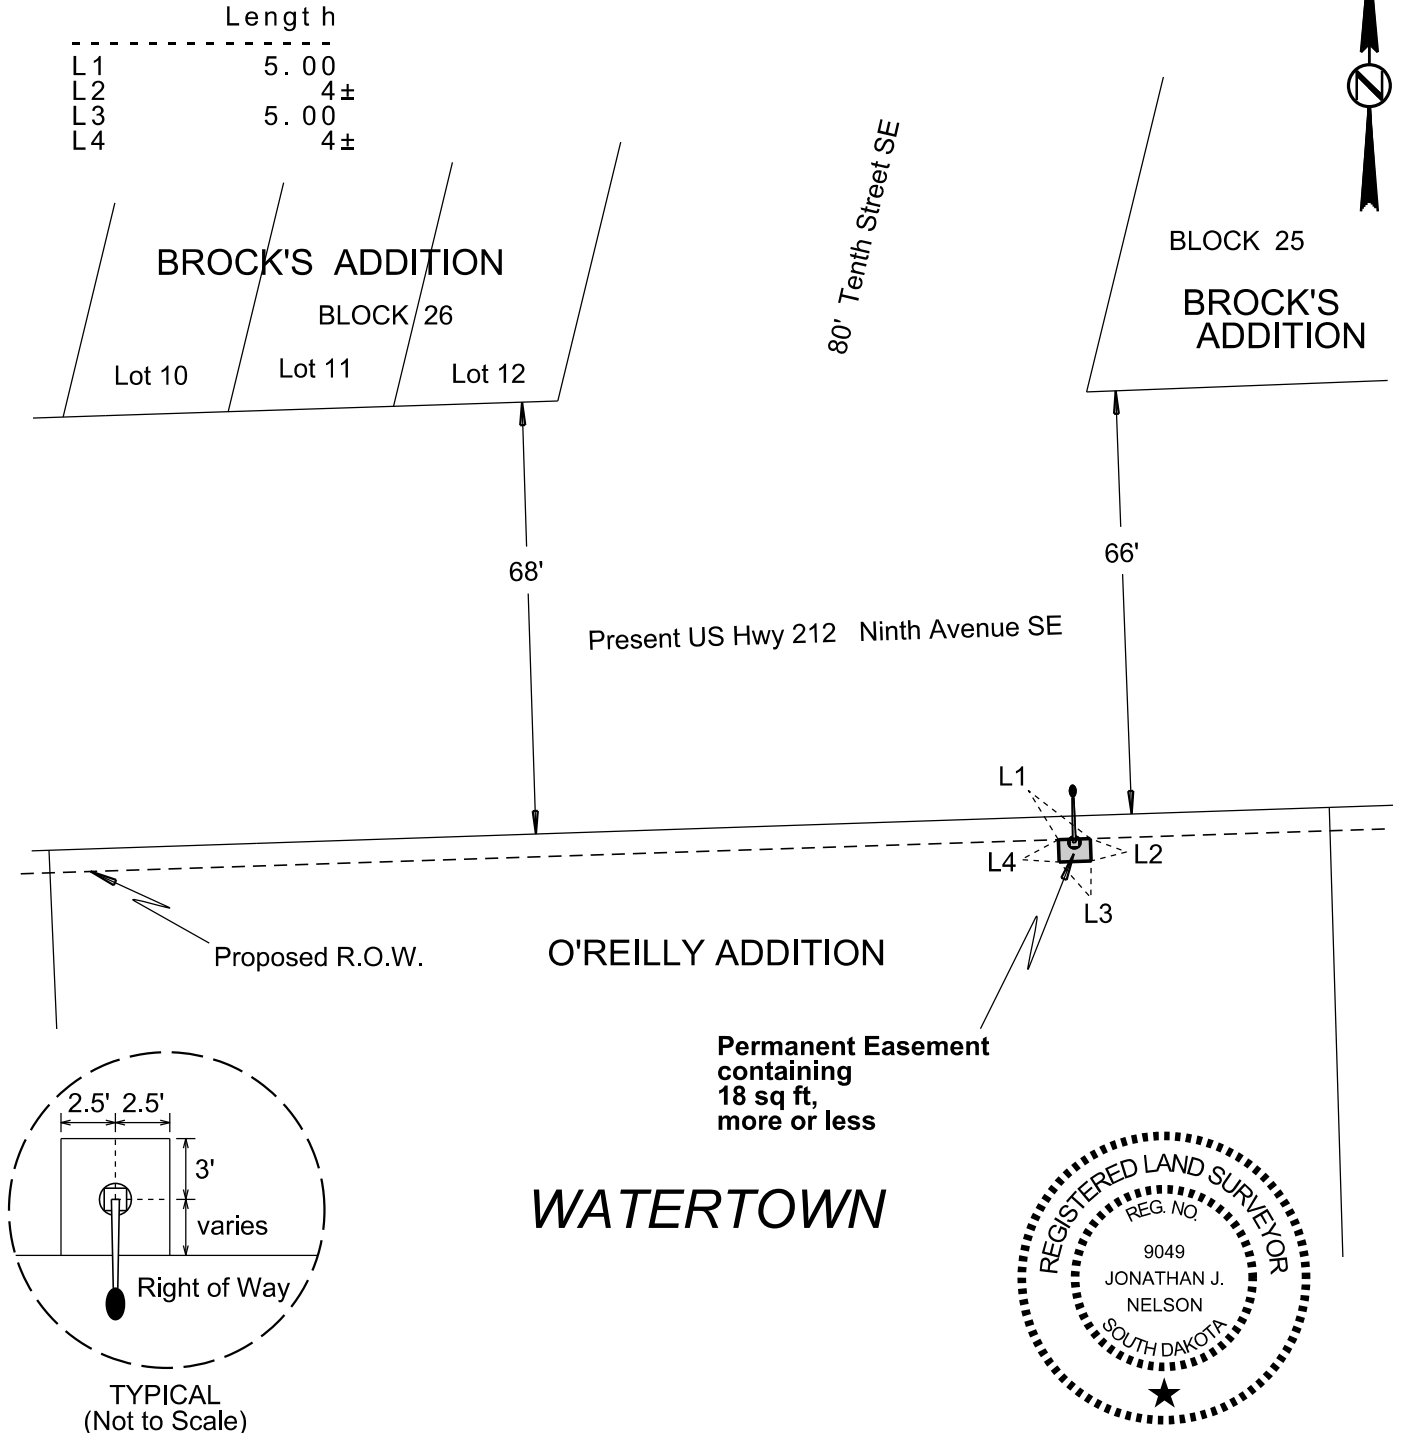 Length
L1 5.00
L2 4±
L3 5.00
L4 4±
N
80' Tenth Street SE
BROCK'S ADDITION
BLOCK 26
Lot 10
Lot 11
Lot 12
BLOCK 25
BROCK'S
ADDITION
68'
66'
Present US Hwy 212 Ninth Avenue SE
L1
L4
L2
L3
Proposed R.O.W.
O'REILLY ADDITION
Permanent Easement
containing
18 sq ft,
more or less
2.5' 2.5'
3'
varies
Right of Way
TYPICAL
(Not to Scale)
WATERTOWN
REGISTERED LAND SURVEYOR
REG. NO.
9049
JONATHAN J.
NELSON
SOUTH DAKOTA